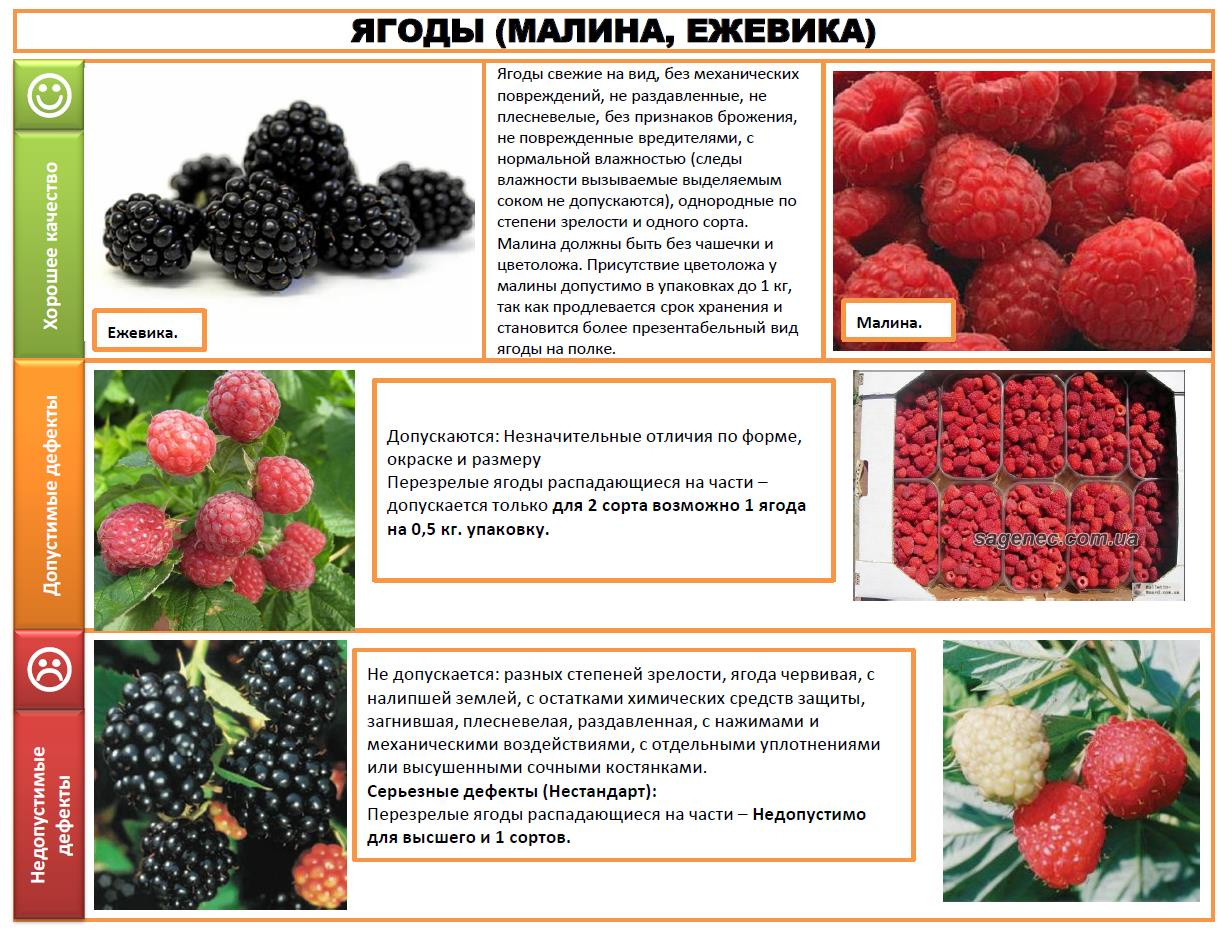 ЯГОДЫ (МАЛИНА, ЕЖЕВИКА)
Хорошее качество
Ежевика.
Ягоды свежие на вид, без механических
повреждений, не раздавленные, не
плесневелые, без признаков брожения,
не поврежденные вредителями, с
нормальной влажностью (следы
влажности вызываемые выделяемым
соком не допускаются), однородные по
степени зрелости и одного сорта.
Малина должны быть без чашечки и
цветоложа. Присутствие цветоложа у
малины допустимо в упаковках до 1 кг,
так как продлевается срок хранения и
становится более презентабельный вид
ягоды на полке.
Малина.
Допустимые дефекты
Допускаются: Незначительные отличия по форме,
окраске и размеру
Перезрелые ягоды распадающиеся на части –
допускается только для 2 сорта возможно 1 ягода
на 0,5 кг. упаковку.
sagenec.com.ua
Недопустимые
дефекты
Не допускается: разных степеней зрелости, ягода червивая, с
налипшей землей, с остатками химических средств защиты,
загнившая, плесневелая, раздавленная, с нажимами и
механическими воздействиями, с отдельными уплотнениями
или высушенными сочными костянками.
Серьезные дефекты (Нестандарт):
Перезрелые ягоды распадающиеся на части – Недопустимо
для высшего и 1 сортов.